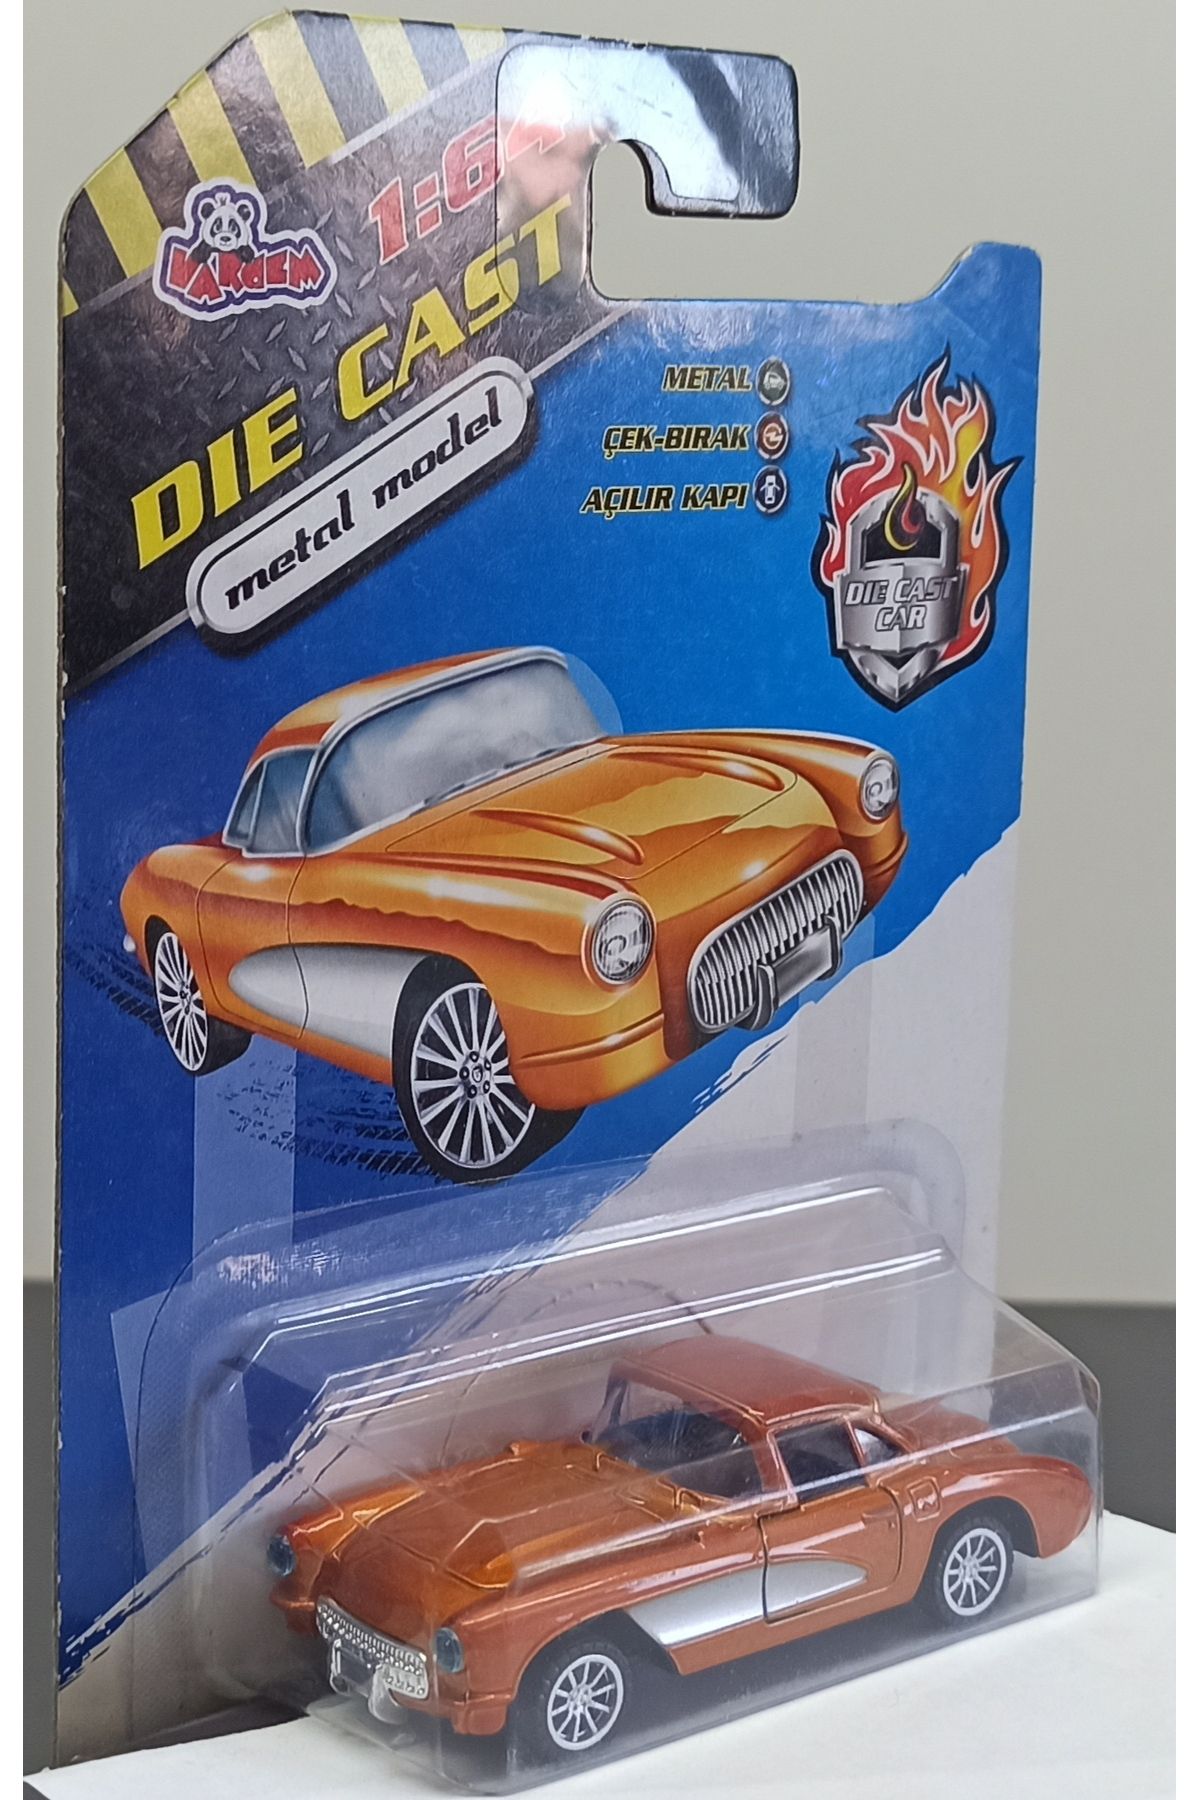 VARDEM
1:64
DIE CAST
metal model
METAL
ÇEK-BIRAK
AÇILIR KAPI
DIE CAST
CAR